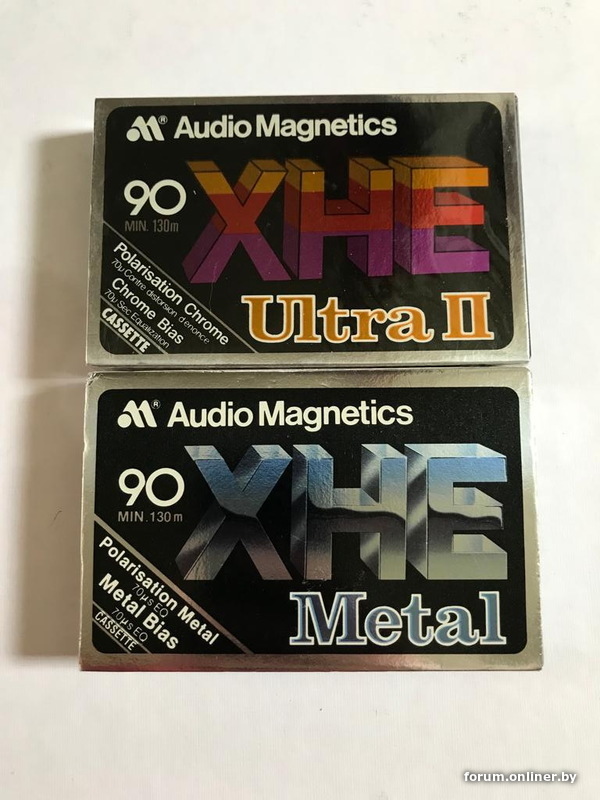 Audio Magnetics
90
MIN. 130m
XHE
Ultra II
Polarisation Chrome
70µ Contre distorsion d'énonce
Chrome Bias
70µ Sec Equalization
CASSETTE
Audio Magnetics
90
MIN. 130m
XHE
Metal
Polarisation Metal
70µs EQ
Metal Bias
70µs EQ
CASSETTE
forum.onliner.by